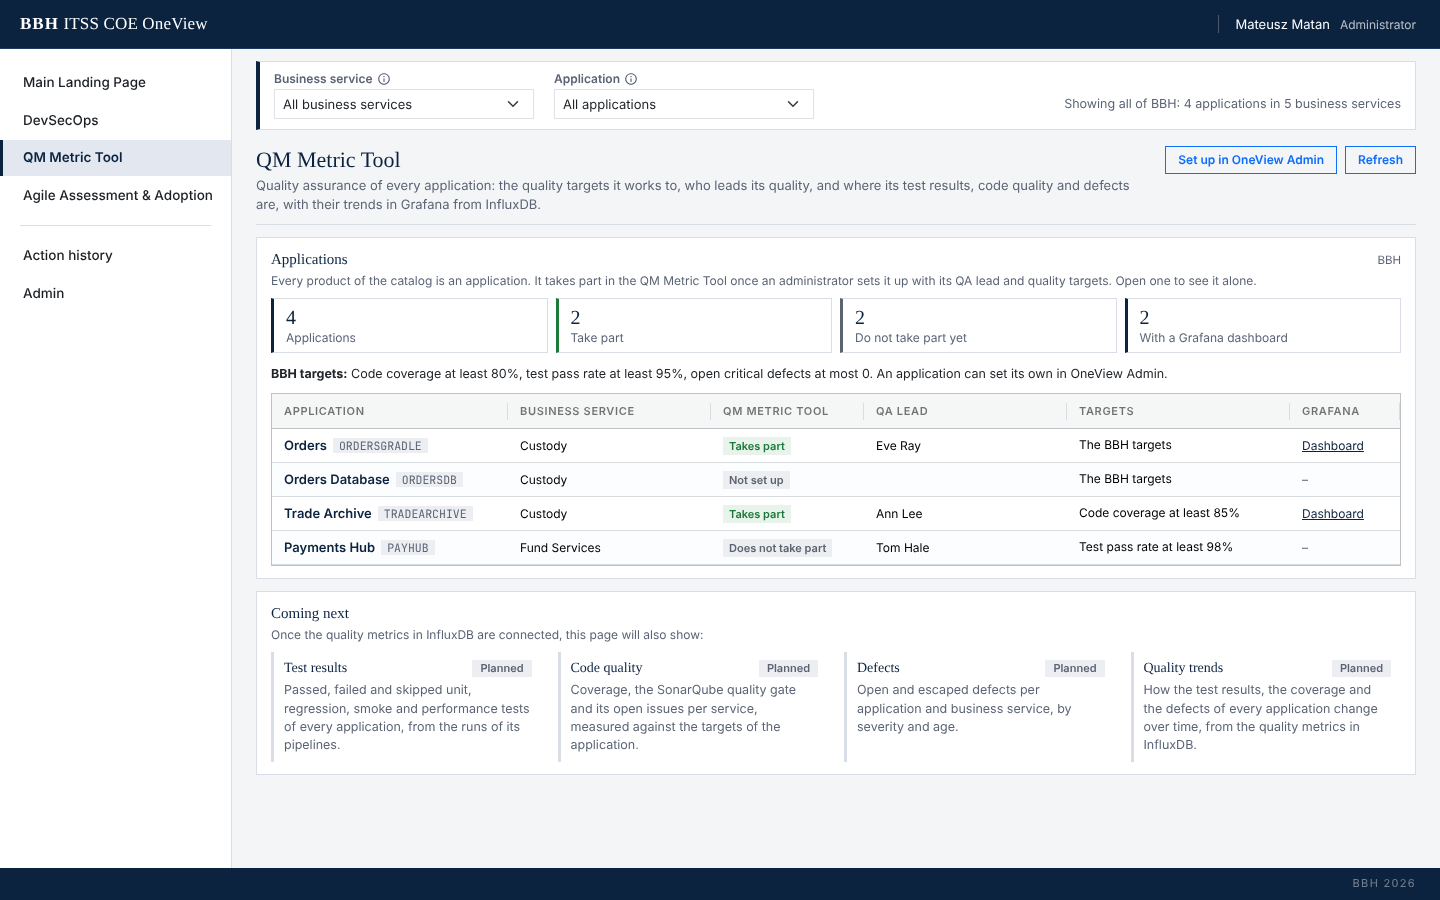 BBH ITSS COE OneView
Mateusz Matan Administrator
Main Landing Page
DevSecOps
QM Metric Tool
Agile Assessment & Adoption
Action history
Admin
Business service
All business services
Application
All applications
Showing all of BBH: 4 applications in 5 business services
QM Metric Tool
Set up in OneView Admin
Refresh
Quality assurance of every application: the quality targets it works to, who leads its quality, and where its test results, code quality and defects
are, with their trends in Grafana from InfluxDB.
Applications
BBH
Every product of the catalog is an application. It takes part in the QM Metric Tool once an administrator sets it up with its QA lead and quality targets. Open one to see it alone.
4
Applications
2
Take part
2
Do not take part yet
2
With a Grafana dashboard
BBH targets: Code coverage at least 80%, test pass rate at least 95%, open critical defects at most 0. An application can set its own in OneView Admin.
APPLICATION BUSINESS SERVICE QM METRIC TOOL QA LEAD TARGETS GRAFANA
Orders ORDERSGRADLE Custody Takes part Eve Ray The BBH targets Dashboard
Orders Database ORDERSDB Custody Not set up The BBH targets –
Trade Archive TRADEARCHIVE Custody Takes part Ann Lee Code coverage at least 85% Dashboard
Payments Hub PAYHUB Fund Services Does not take part Tom Hale Test pass rate at least 98% –
Coming next
Once the quality metrics in InfluxDB are connected, this page will also show:
Test results Planned
Passed, failed and skipped unit,
regression, smoke and performance tests
of every application, from the runs of its
pipelines.
Code quality Planned
Coverage, the SonarQube quality gate
and its open issues per service,
measured against the targets of the
application.
Defects Planned
Open and escaped defects per
application and business service, by
severity and age.
Quality trends Planned
How the test results, the coverage and
the defects of every application change
over time, from the quality metrics in
InfluxDB.
BBH 2026